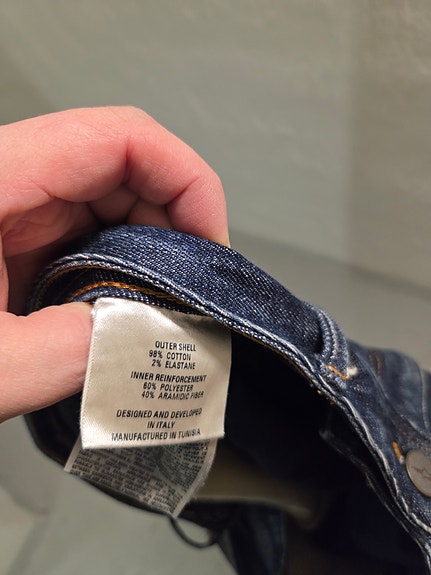 OUTER SHELL
98% COTTON
2% ELASTANE
INNER REINFORCEMENT
60% POLYESTER
40% ARAMIDIC FIBER
DESIGNED AND DEVELOPED
IN ITALY
MANUFACTURED IN TUNISIA